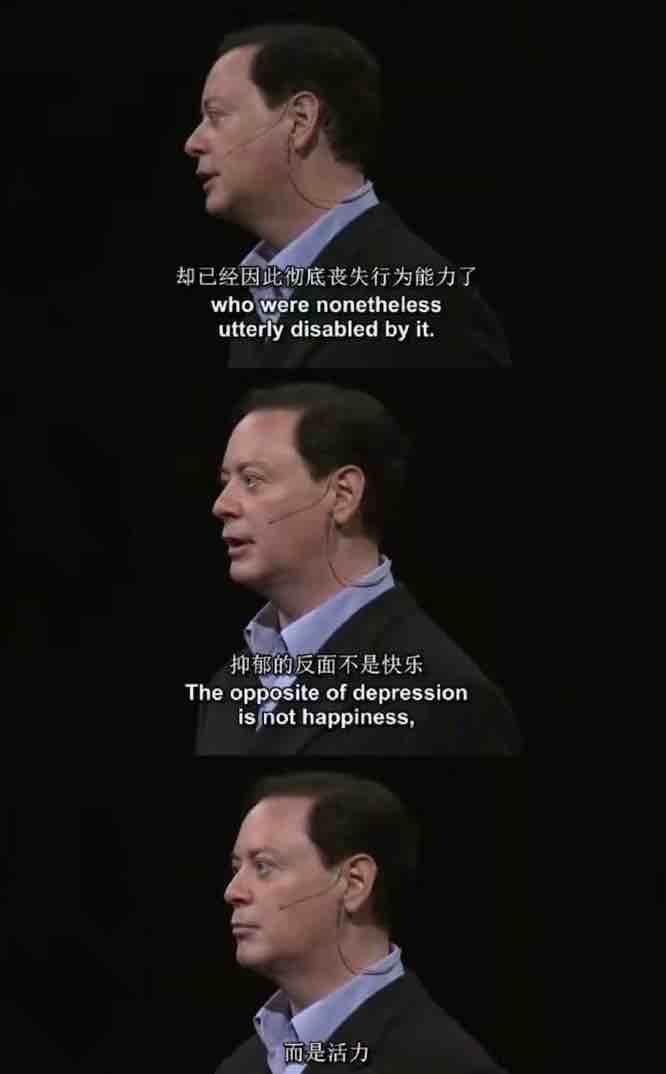 却已经因此彻底丧失行为能力了
who were nonetheless
utterly disabled by it.
抑郁的反面不是快乐
The opposite of depression
is not happiness,
而是活力